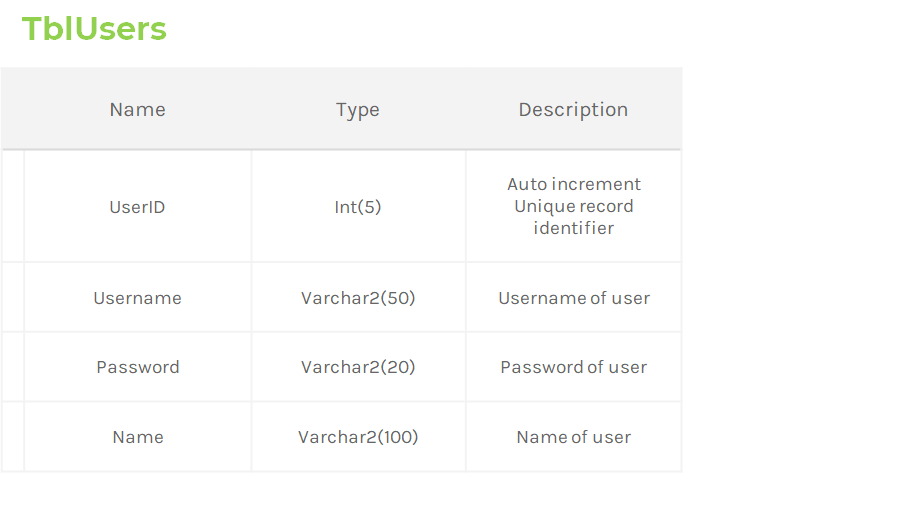 TblUsers
Name Type Description
UserID Int(5) Auto increment
Unique record
identifier
Username Varchar2(50) Username of user
Password Varchar2(20) Password of user
Name Varchar2(100) Name of user